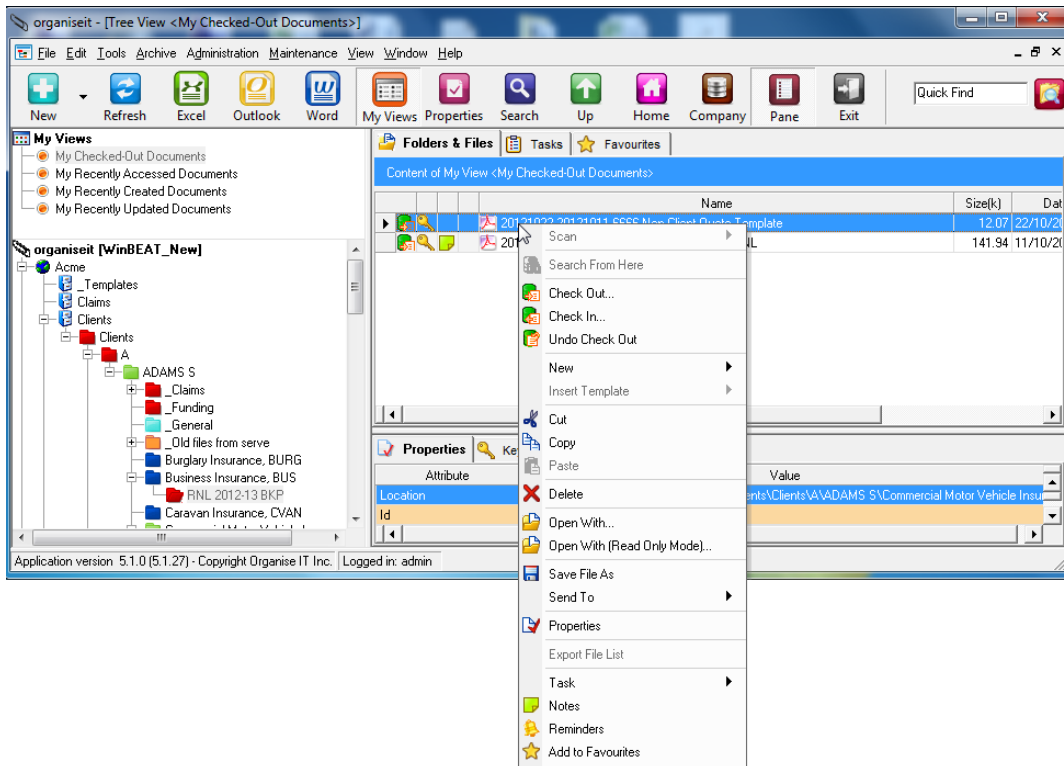 organiseit - [Tree View <My Checked-Out Documents>]
File Edit Tools Archive Administration Maintenance View Window Help
New Refresh Excel Outlook Word My Views Properties Search Up Home Company Pane Exit Quick Find
My Views
My Checked-Out Documents
My Recently Accessed Documents
My Recently Created Documents
My Recently Updated Documents
organiseit [WinBEAT_New]
Acme
_Templates
Claims
Clients
Clients
A
ADAMS S
_Claims
_Funding
_General
_Old files from serve
Burglary Insurance, BURG
Business Insurance, BUS
RNL 2012-13 BKP
Caravan Insurance, CVAN
Folders & Files Tasks Favourites
Content of My View <My Checked-Out Documents>
Name Size(k) Dat
20121022 20121011 SSSS Non Client Quote Template 12.07 22/10/20
201 NL 141.94 11/10/20
Scan
Search From Here
Check Out...
Check In...
Undo Check Out
New
Insert Template
Cut
Copy
Paste
Delete
Open With...
Open With (Read Only Mode)...
Save File As
Send To
Properties
Export File List
Task
Notes
Reminders
Add to Favourites
Properties Ke
Attribute Value
Location ents\Clients\A\ADAMS S\Commercial Motor Vehicle Insu
Id
Application version 5.1.0 (5.1.27) - Copyright Organise IT Inc. Logged in: admin